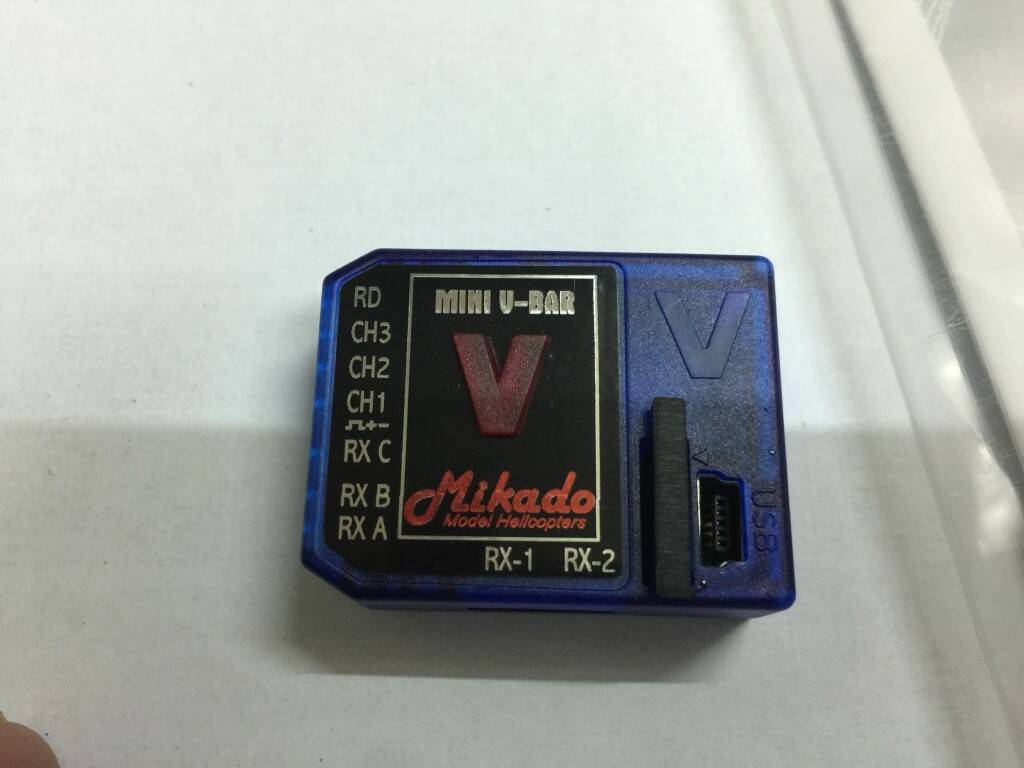 RD
CH3
CH2
CH1
⎍+-
RX C
RX B
RX A
MINI V-BAR
V
Mikado
Model Helicopters
RX-1 RX-2
V
USB